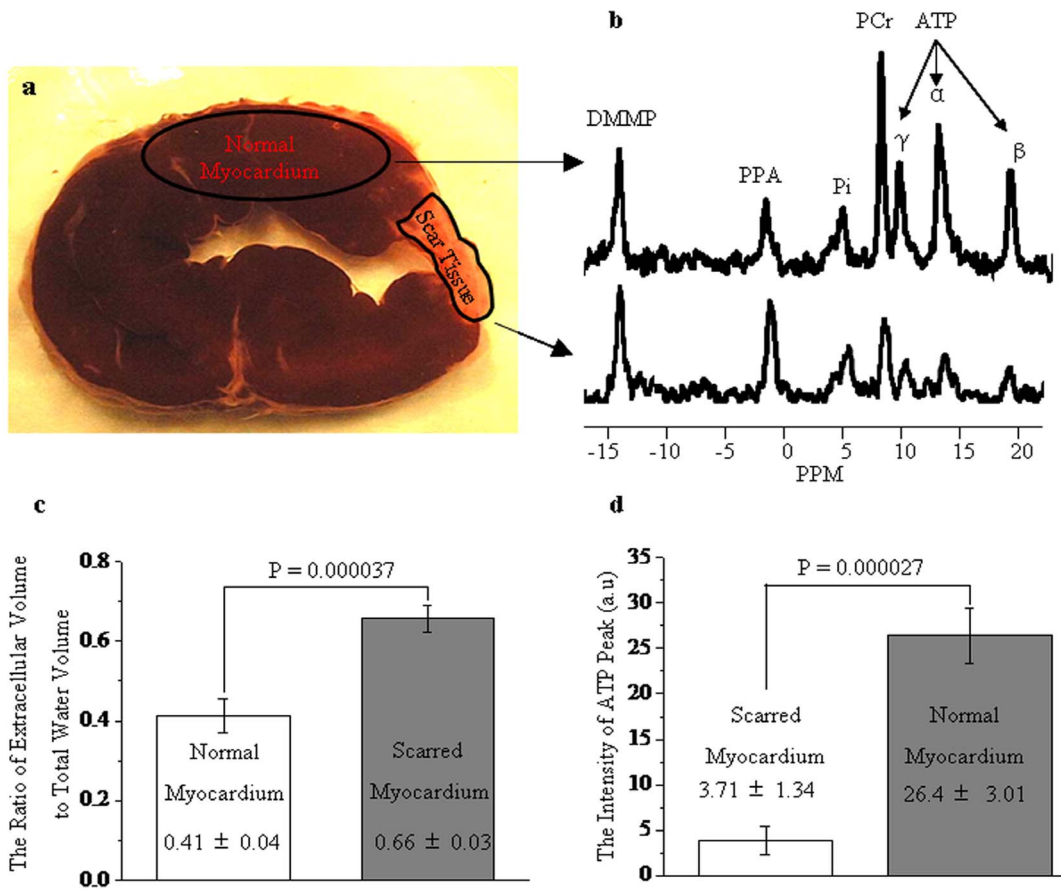 a
Normal
Myocardium
Scar Tissue
b
PCr ATP
DMMP
PPA
Pi
γ
α
β
-15 -10 -5 0 5 10 15 20
PPM
c
The Ratio of Extracellular Volume
to Total Water Volume
0.8
0.6
0.4
0.2
0.0
P = 0.000037
Normal
Myocardium
0.41 ± 0.04
Scarred
Myocardium
0.66 ± 0.03
d
The Intensity of ATP Peak (a.u)
35
30
25
20
15
10
5
0
P = 0.000027
Scarred
Myocardium
3.71 ± 1.34
Normal
Myocardium
26.4 ± 3.01